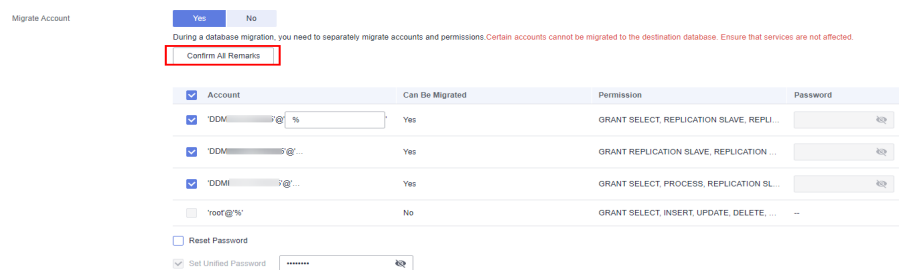 Migrate Account
Yes No
During a database migration, you need to separately migrate accounts and permissions.Certain accounts cannot be migrated to the destination database. Ensure that services are not affected.
Confirm All Remarks
Account Can Be Migrated Permission Password
'DDM '@' % ' Yes GRANT SELECT, REPLICATION SLAVE, REPLI...
'DDM '@'... Yes GRANT REPLICATION SLAVE, REPLICATION ...
'DDM '@'... Yes GRANT SELECT, PROCESS, REPLICATION SL...
'root'@'%' No GRANT SELECT, INSERT, UPDATE, DELETE, ... --
Reset Password
Set Unified Password ••••••••